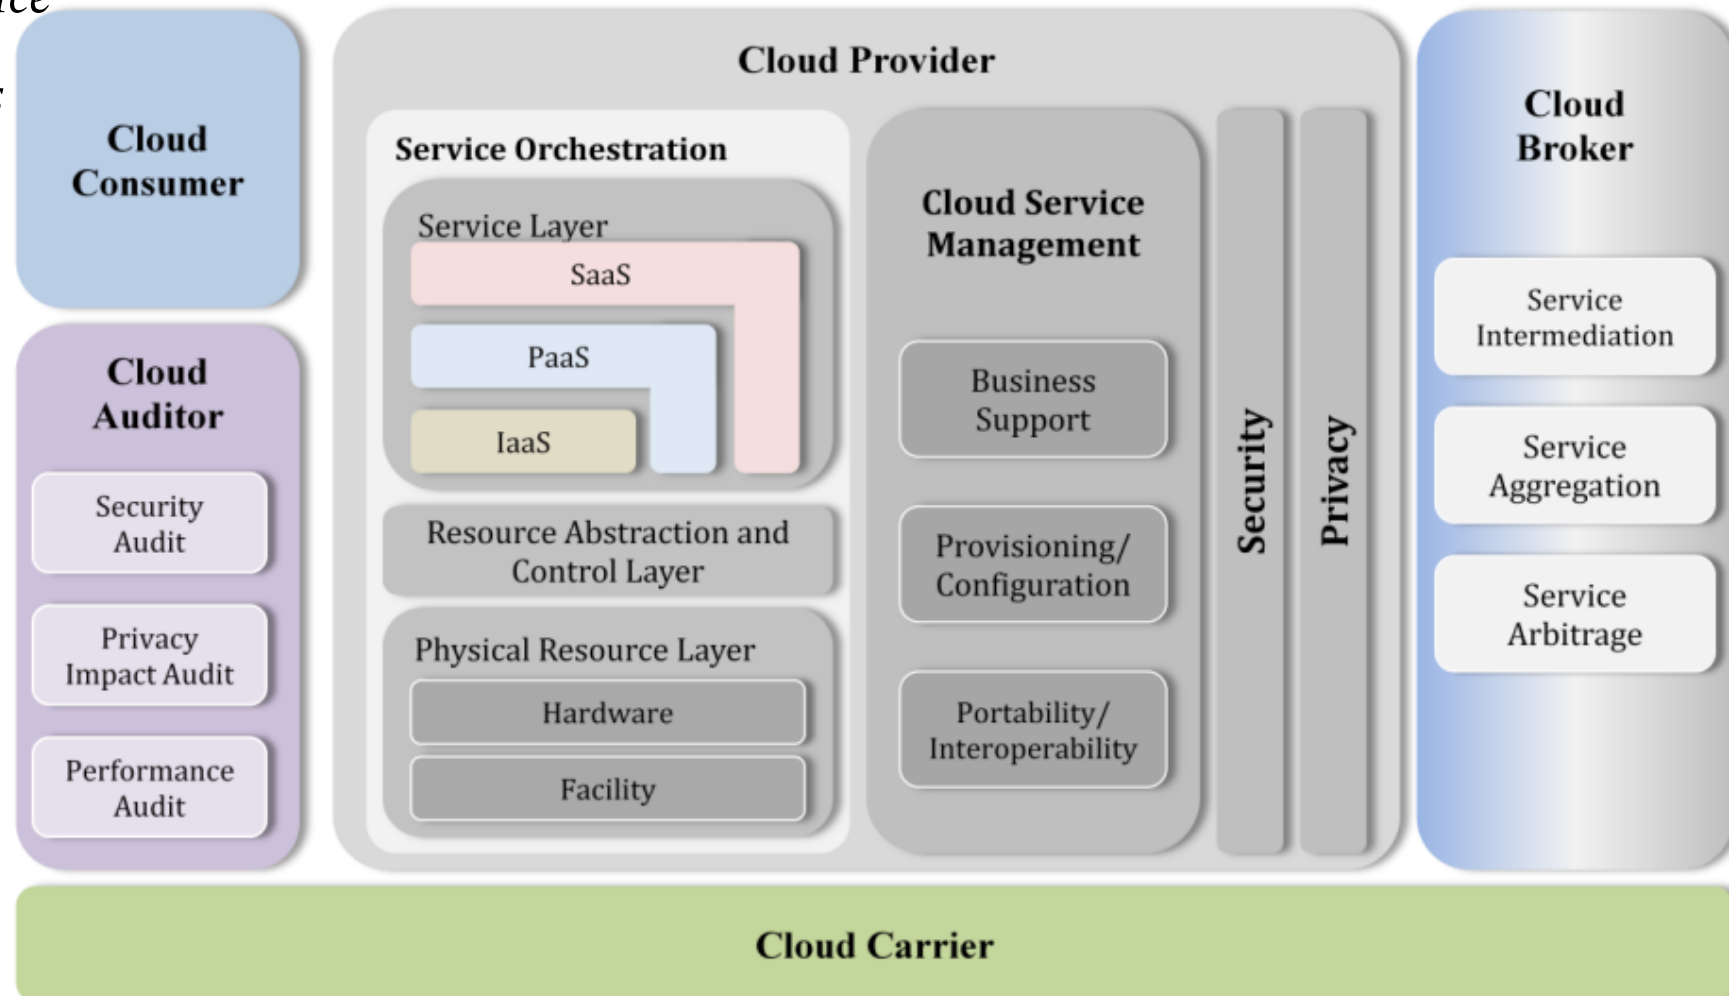 Cloud
Consumer
Cloud
Auditor
Security
Audit
Privacy
Impact Audit
Performance
Audit
Cloud Provider
Service Orchestration
Service Layer
SaaS
PaaS
IaaS
Resource Abstraction and
Control Layer
Physical Resource Layer
Hardware
Facility
Cloud Service
Management
Business
Support
Provisioning/
Configuration
Portability/
Interoperability
Security
Privacy
Cloud
Broker
Service
Intermediation
Service
Aggregation
Service
Arbitrage
Cloud Carrier